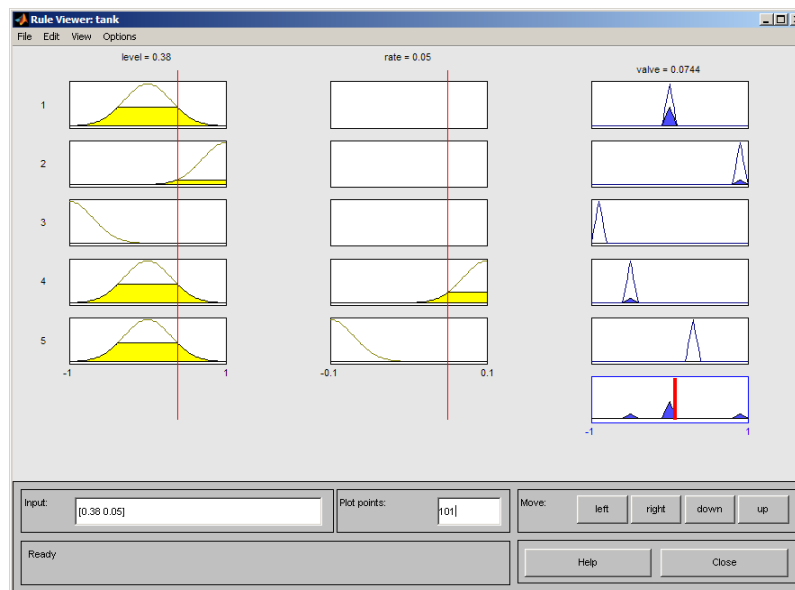 Rule Viewer: tank
File Edit View Options
level = 0.38
rate = 0.05
valve = 0.0744
1
2
3
4
5
-1 1
-0.1 0.1
-1 1
Input:
[0.38 0.05]
Plot points:
101
Move:
left right down up
Ready
Help Close